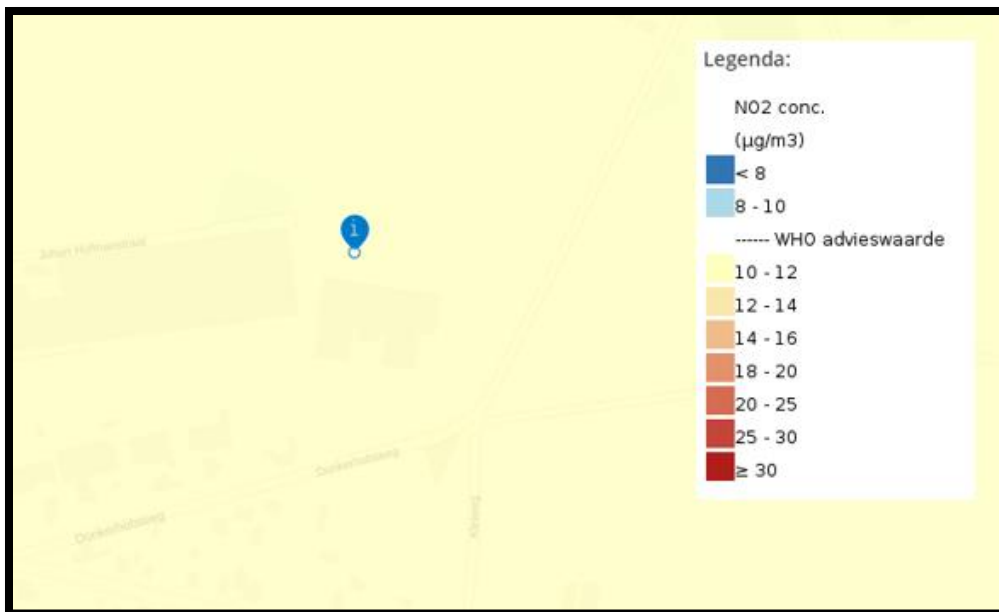 Legenda:
NO2 conc.
(μg/m3)
< 8
8 - 10
------ WHO advieswaarde
10 - 12
12 - 14
14 - 16
18 - 20
20 - 25
25 - 30
≥ 30
i
Donkerbosweg